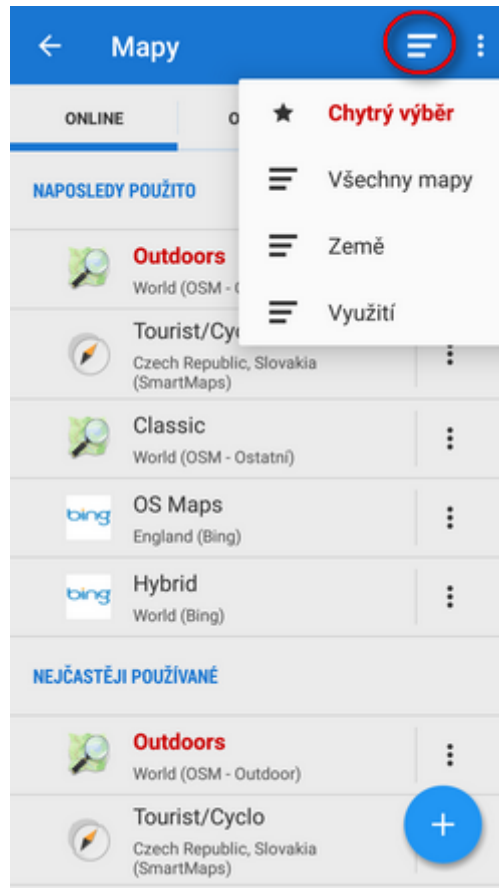 Mapy
Chytrý výběr
Všechny mapy
Země
Využití
ONLINE
O
NAPOSLEDY POUŽITO
Outdoors
World (OSM - O
Tourist/Cy
Czech Republic, Slovakia
(SmartMaps)
Classic
World (OSM - Ostatní)
bing
OS Maps
England (Bing)
bing
Hybrid
World (Bing)
NEJČASTĚJI POUŽÍVANÉ
Outdoors
World (OSM - Outdoor)
Tourist/Cyclo
Czech Republic, Slovakia
(SmartMaps)